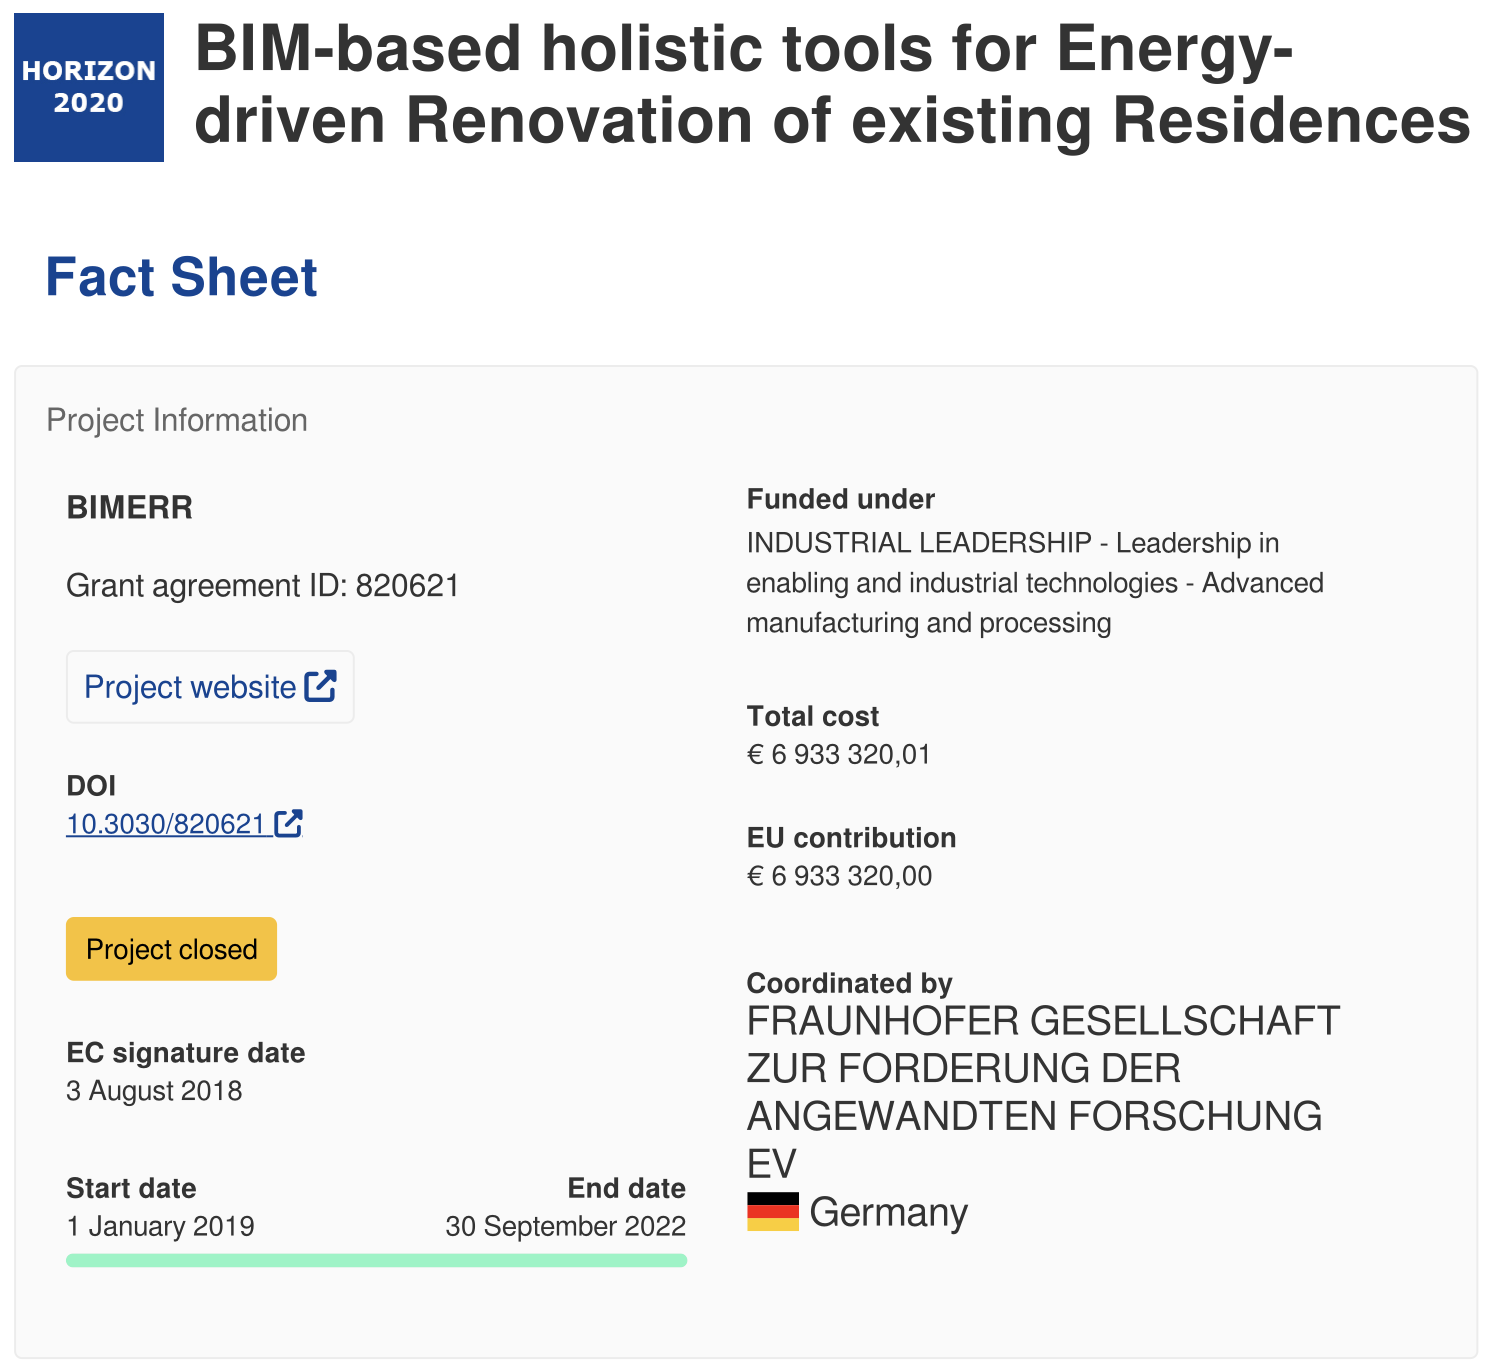 HORIZON
2020
BIM-based holistic tools for Energy-
driven Renovation of existing Residences
Fact Sheet
Project Information
BIMERR
Grant agreement ID: 820621
Project website
DOI
10.3030/820621
Project closed
EC signature date
3 August 2018
Start date
1 January 2019
End date
30 September 2022
Funded under
INDUSTRIAL LEADERSHIP - Leadership in
enabling and industrial technologies - Advanced
manufacturing and processing
Total cost
€ 6 933 320,01
EU contribution
€ 6 933 320,00
Coordinated by
FRAUNHOFER GESELLSCHAFT
ZUR FORDERUNG DER
ANGEWANDTEN FORSCHUNG
EV
Germany